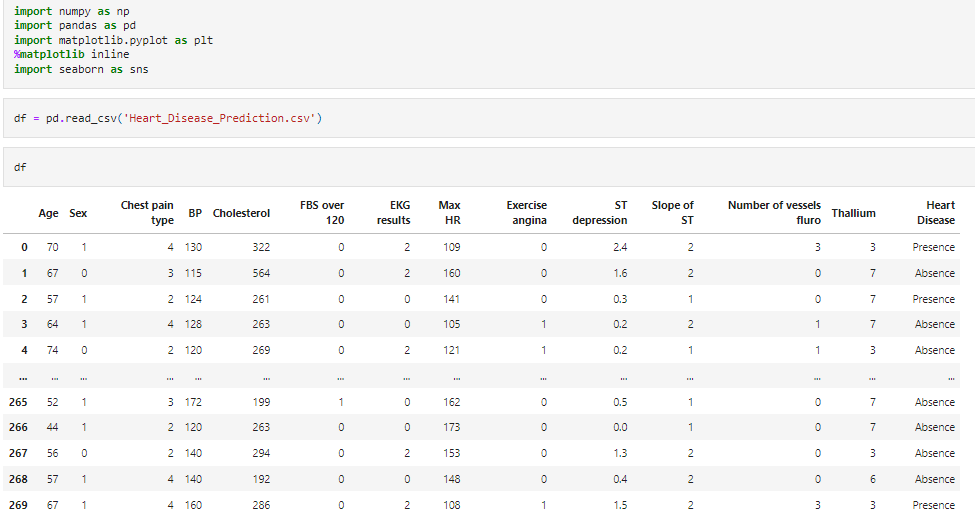 import numpy as np
import pandas as pd
import matplotlib.pyplot as plt
%matplotlib inline
import seaborn as sns
df = pd.read_csv('Heart_Disease_Prediction.csv')
df
Age Sex Chest pain type BP Cholesterol FBS over 120 EKG results Max HR Exercise angina ST depression Slope of ST Number of vessels fluro Thallium Heart Disease
0 70 1 4 130 322 0 2 109 0 2.4 2 3 3 Presence
1 67 0 3 115 564 0 2 160 0 1.6 2 0 7 Absence
2 57 1 2 124 261 0 0 141 0 0.3 1 0 7 Presence
3 64 1 4 128 263 0 0 105 1 0.2 2 1 7 Absence
4 74 0 2 120 269 0 2 121 1 0.2 1 1 3 Absence
... ... ... ... ... ... ... ... ... ... ... ... ... ... ...
265 52 1 3 172 199 1 0 162 0 0.5 1 0 7 Absence
266 44 1 2 120 263 0 0 173 0 0.0 1 0 7 Absence
267 56 0 2 140 294 0 2 153 0 1.3 2 0 3 Absence
268 57 1 4 140 192 0 0 148 0 0.4 2 0 6 Absence
269 67 1 4 160 286 0 2 108 1 1.5 2 3 3 Presence